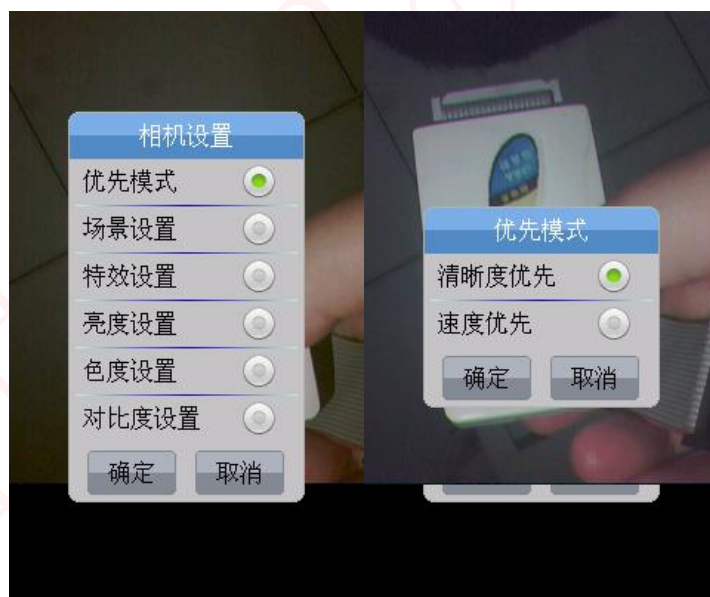 相机设置
优先模式
场景设置
特效设置
亮度设置
色度设置
对比度设置
确定 取消
优先模式
清晰度优先
速度优先
确定 取消